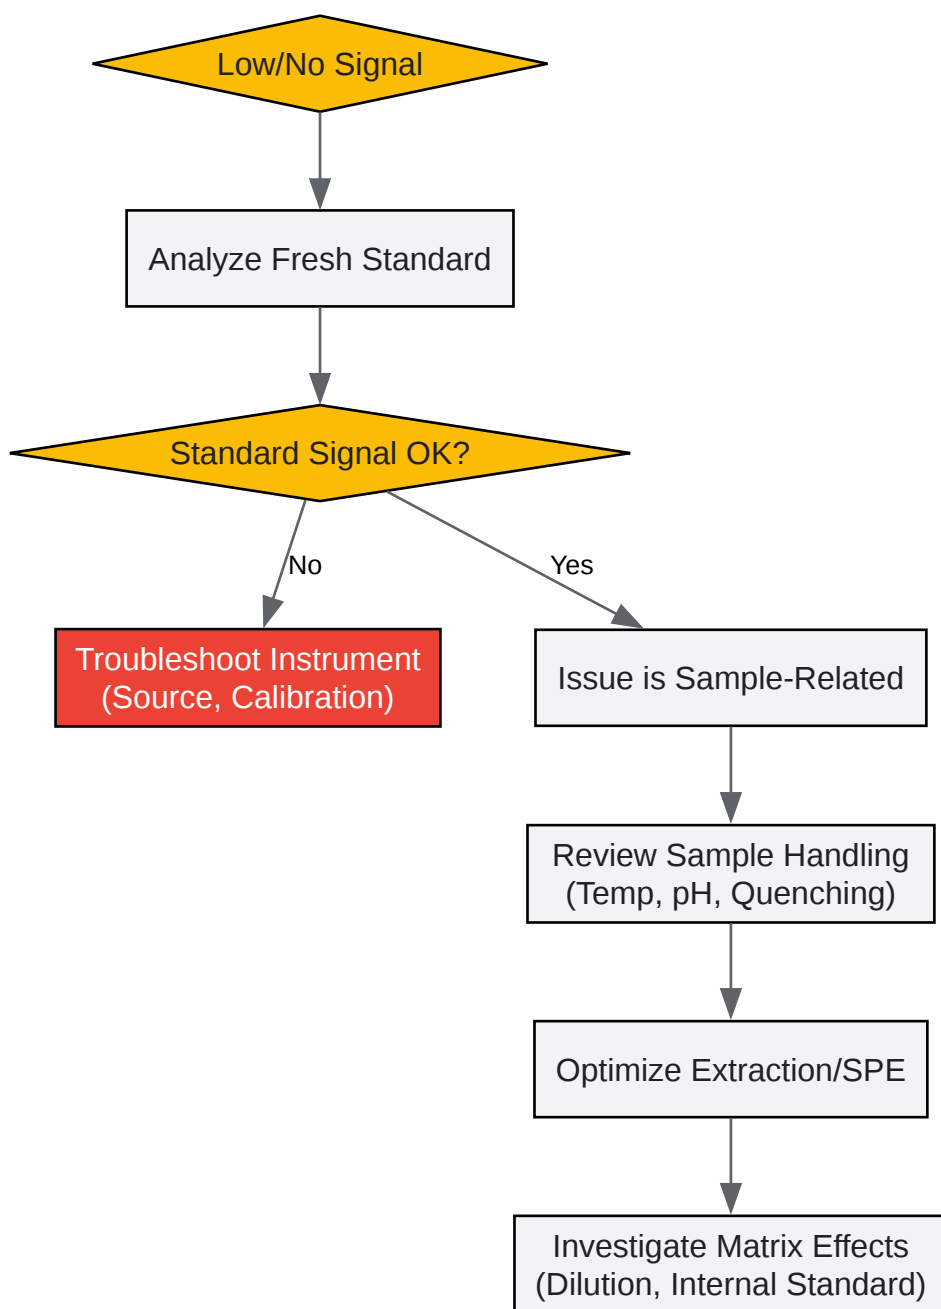 Low/No Signal
Analyze Fresh Standard
Standard Signal OK?
No
Yes
Troubleshoot Instrument
(Source, Calibration)
Issue is Sample-Related
Review Sample Handling
(Temp, pH, Quenching)
Optimize Extraction/SPE
Investigate Matrix Effects
(Dilution, Internal Standard)